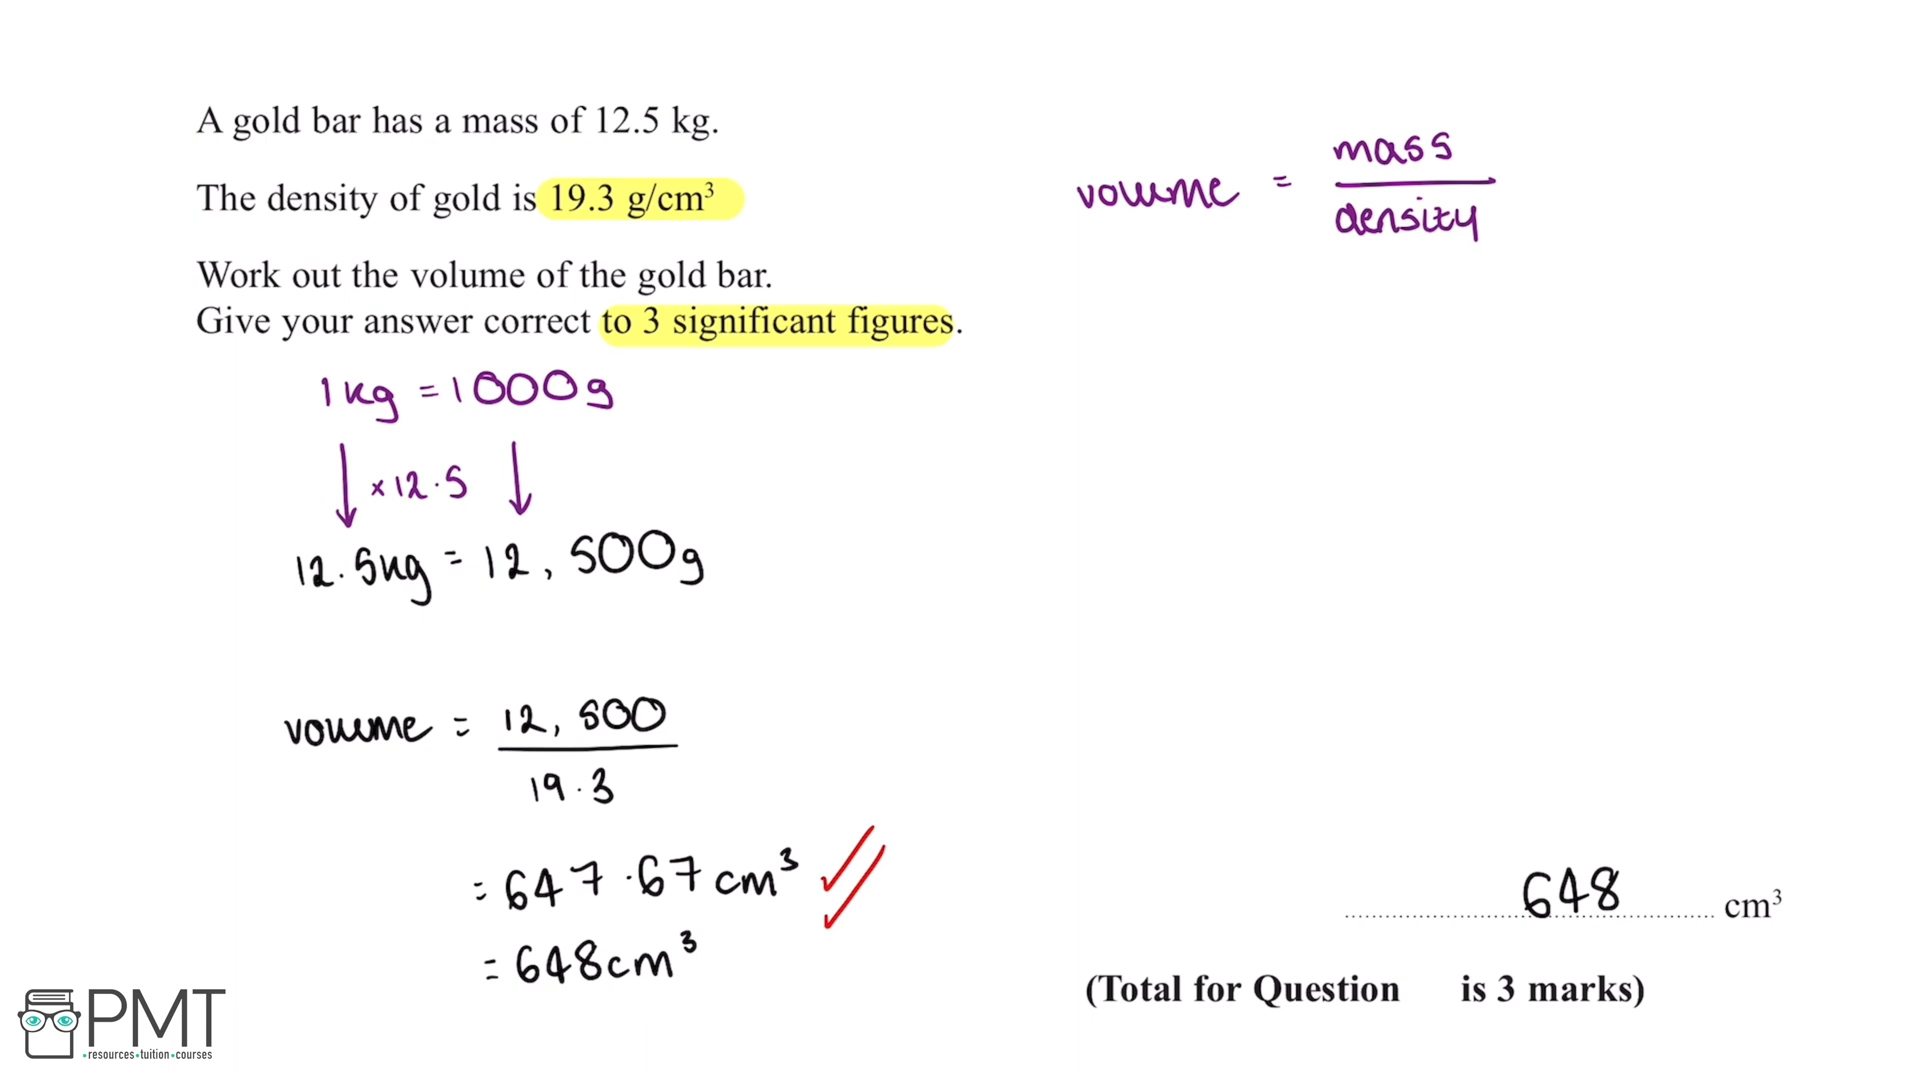 A gold bar has a mass of 12.5 kg.
The density of gold is 19.3 g/cm³
Work out the volume of the gold bar.
Give your answer correct to 3 significant figures.
volume = mass
density
1kg = 1000g
×12.5
12.5kg = 12,500g
volume = 12,500
19.3
= 647.67cm³
= 648cm³
648 cm³
(Total for Question is 3 marks)
PMT
•resources•tuition•courses